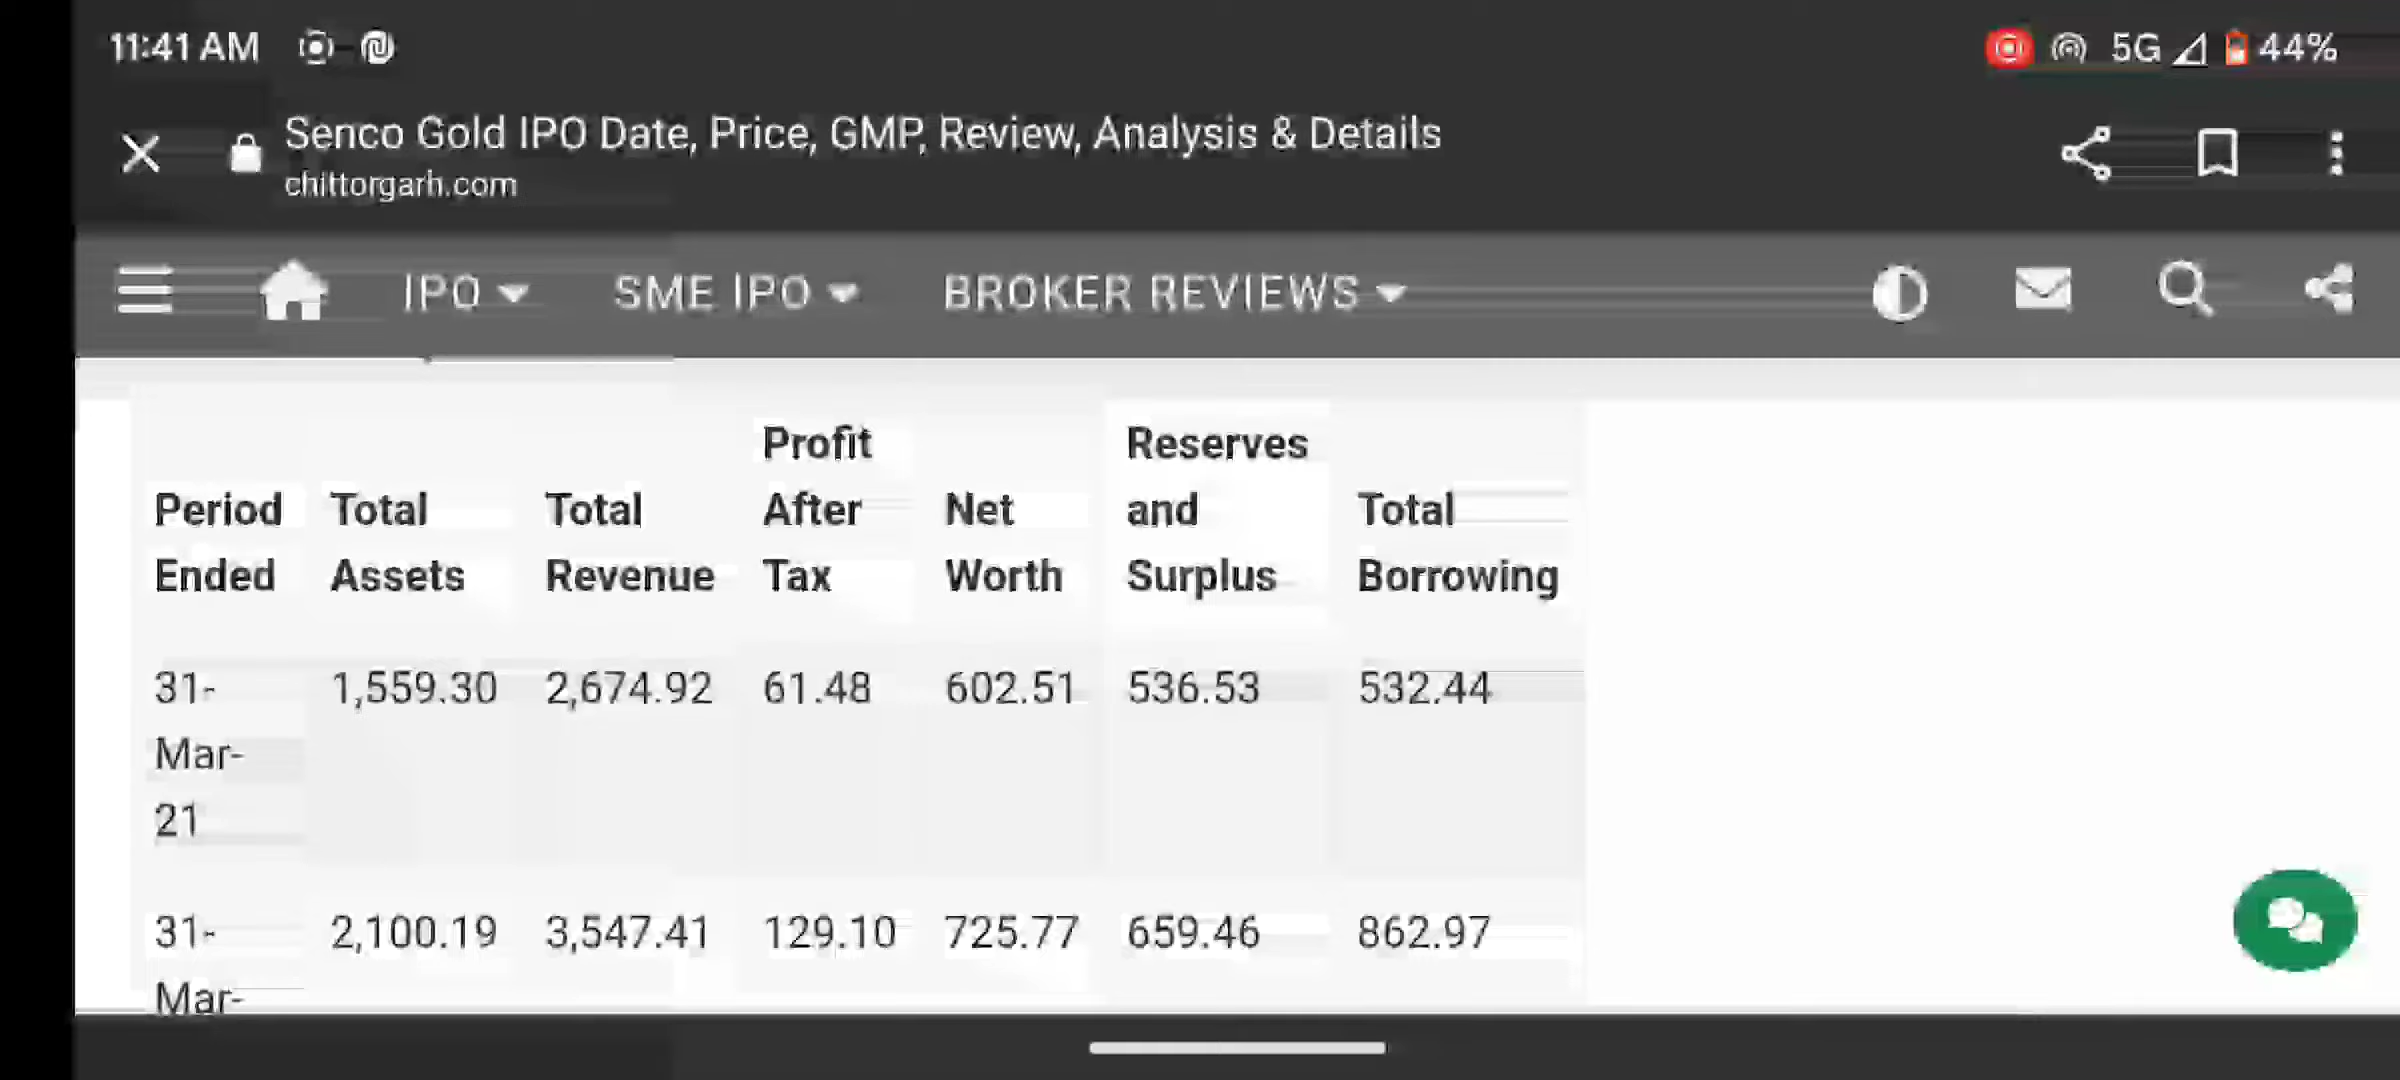 11:41 AM 5G 44%
Senco Gold IPO Date, Price, GMP, Review, Analysis & Details
chittorgarh.com
IPO SME IPO BROKER REVIEWS
Profit Reserves
Period Total Total After Net and Total
Ended Assets Revenue Tax Worth Surplus Borrowing
31- 1,559.30 2,674.92 61.48 602.51 536.53 532.44
Mar-
21
31- 2,100.19 3,547.41 129.10 725.77 659.46 862.97
Mar-